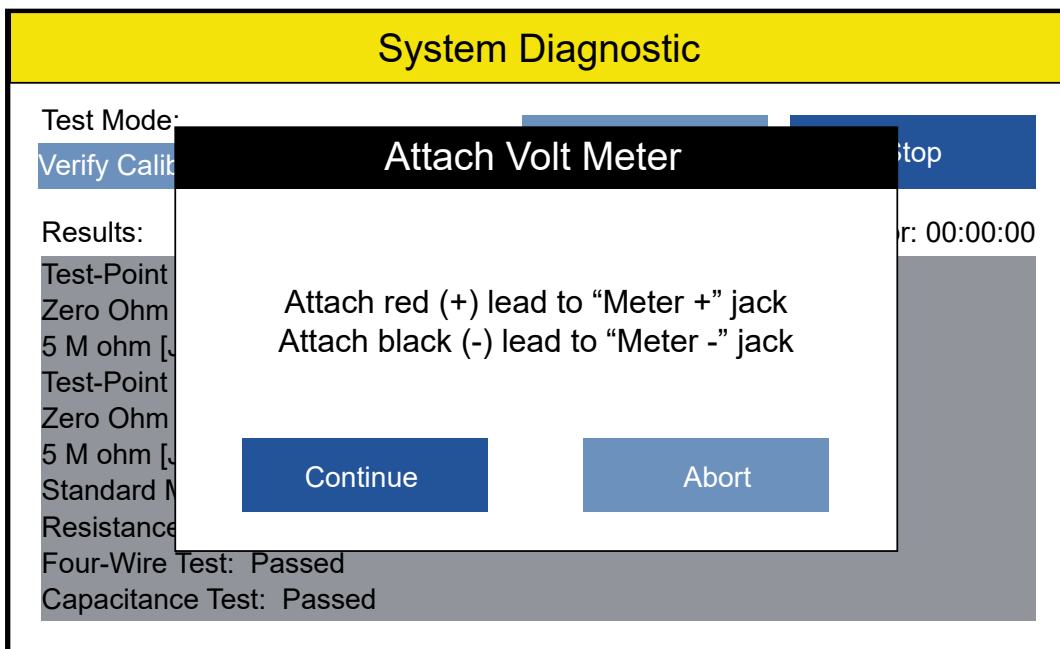 System Diagnostic
Test Mode:
Verify Calib
Stop
Attach Volt Meter
Results:
r: 00:00:00
Test-Point
Zero Ohm
5 M ohm [
Test-Point
Zero Ohm
5 M ohm [
Standard
Resistance
Four-Wire Test: Passed
Capacitance Test: Passed
Attach red (+) lead to “Meter +” jack
Attach black (-) lead to “Meter -” jack
Continue
Abort